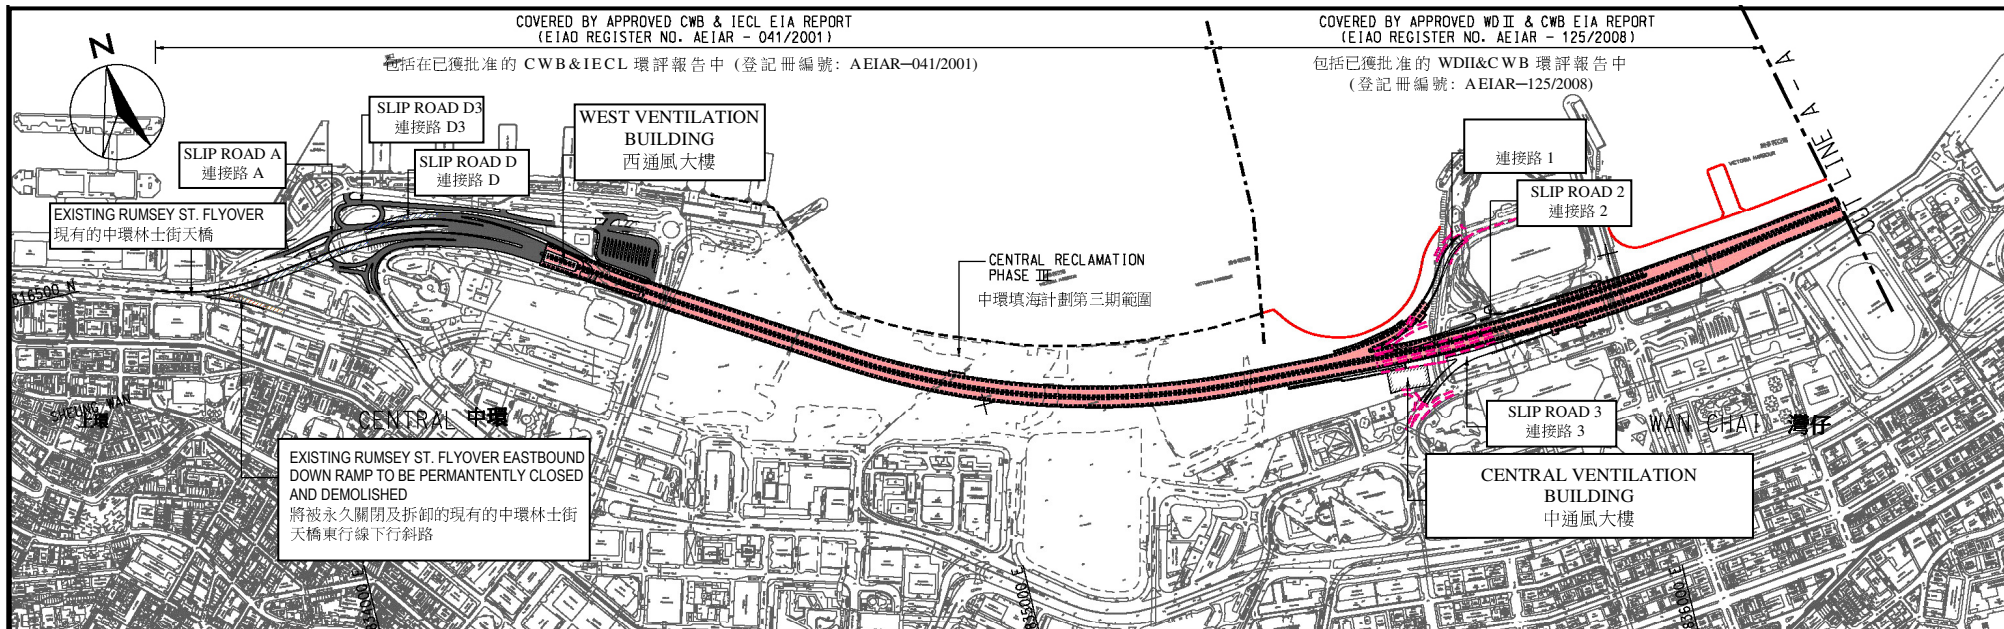 COVERED BY APPROVED CWB & IECL EIA REPORT
(EIAO REGISTER NO. AEIAR - 041/2001)
包括在已獲批准的 CWB&IECL 環評報告中 (登記冊編號: AEIAR—041/2001)
COVERED BY APPROVED WDII & CWB EIA REPORT
(EIAO REGISTER NO. AEIAR - 125/2008)
包括已獲批准的 WDII&CWB 環評報告中
(登記冊編號: AEIAR—125/2008)
N
CUT LINE A - A
SLIP ROAD D3
連接路 D3
SLIP ROAD A
連接路 A
SLIP ROAD D
連接路 D
WEST VENTILATION
BUILDING
西通風大樓
連接路 1
SLIP ROAD 2
連接路 2
VICTORIA HARBOUR
EXISTING RUMSEY ST. FLYOVER
現有的中環林士街天橋
CENTRAL RECLAMATION
PHASE III
中環填海計劃第三期範圍
816500 N
SHEUNG WAN
上環
CENTRAL 中環
SLIP ROAD 3
連接路 3
WAN CHAI 灣仔
EXISTING RUMSEY ST. FLYOVER EASTBOUND
DOWN RAMP TO BE PERMANTENTLY CLOSED
AND DEMOLISHED
將被永久關閉及拆卸的現有的中環林士街
天橋東行線下行斜路
CENTRAL VENTILATION
BUILDING
中通風大樓